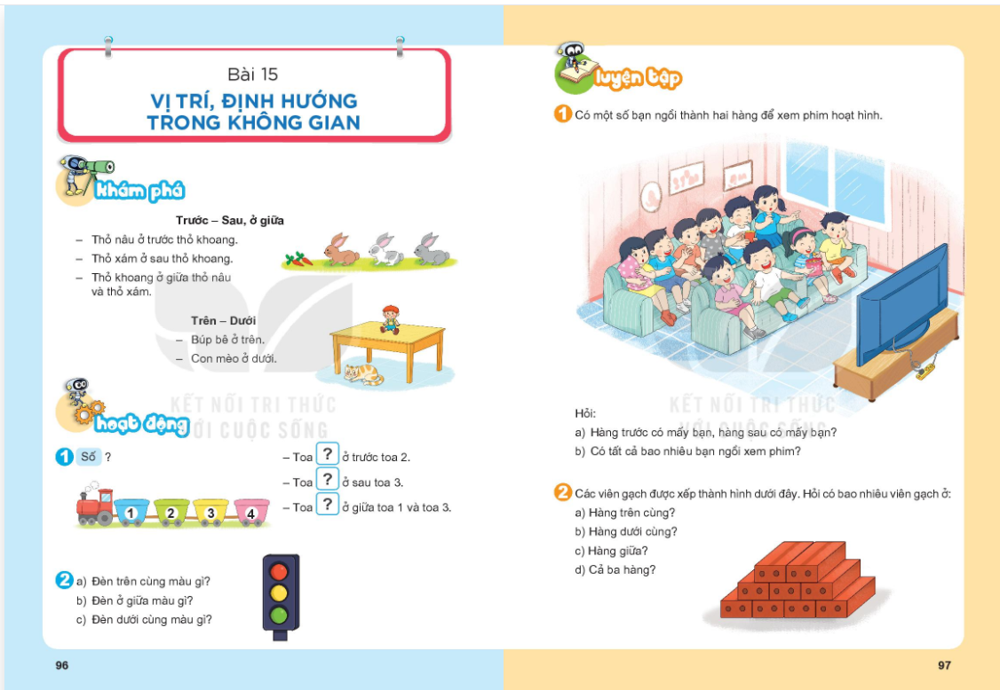 Bài 15
VỊ TRÍ, ĐỊNH HƯỚNG
TRONG KHÔNG GIAN
khám phá
Trước – Sau, ở giữa
– Thỏ nâu ở trước thỏ khoang.
– Thỏ xám ở sau thỏ khoang.
– Thỏ khoang ở giữa thỏ nâu
và thỏ xám.
Trên – Dưới
– Búp bê ở trên.
– Con mèo ở dưới.
KẾT NỐI TRI THỨC
VỚI CUỘC SỐNG
hoạt động
1 Số ?
1 2 3 4
– Toa ? ở trước toa 2.
– Toa ? ở sau toa 3.
– Toa ? ở giữa toa 1 và toa 3.
2 a) Đèn trên cùng màu gì?
b) Đèn ở giữa màu gì?
c) Đèn dưới cùng màu gì?
96
luyện tập
1 Có một số bạn ngồi thành hai hàng để xem phim hoạt hình.
KẾT NỐI TRI THỨC
VỚI CUỘC SỐNG
Hỏi:
a) Hàng trước có mấy bạn, hàng sau có mấy bạn?
b) Có tất cả bao nhiêu bạn ngồi xem phim?
2 Các viên gạch được xếp thành hình dưới đây. Hỏi có bao nhiêu viên gạch ở:
a) Hàng trên cùng?
b) Hàng dưới cùng?
c) Hàng giữa?
d) Cả ba hàng?
97